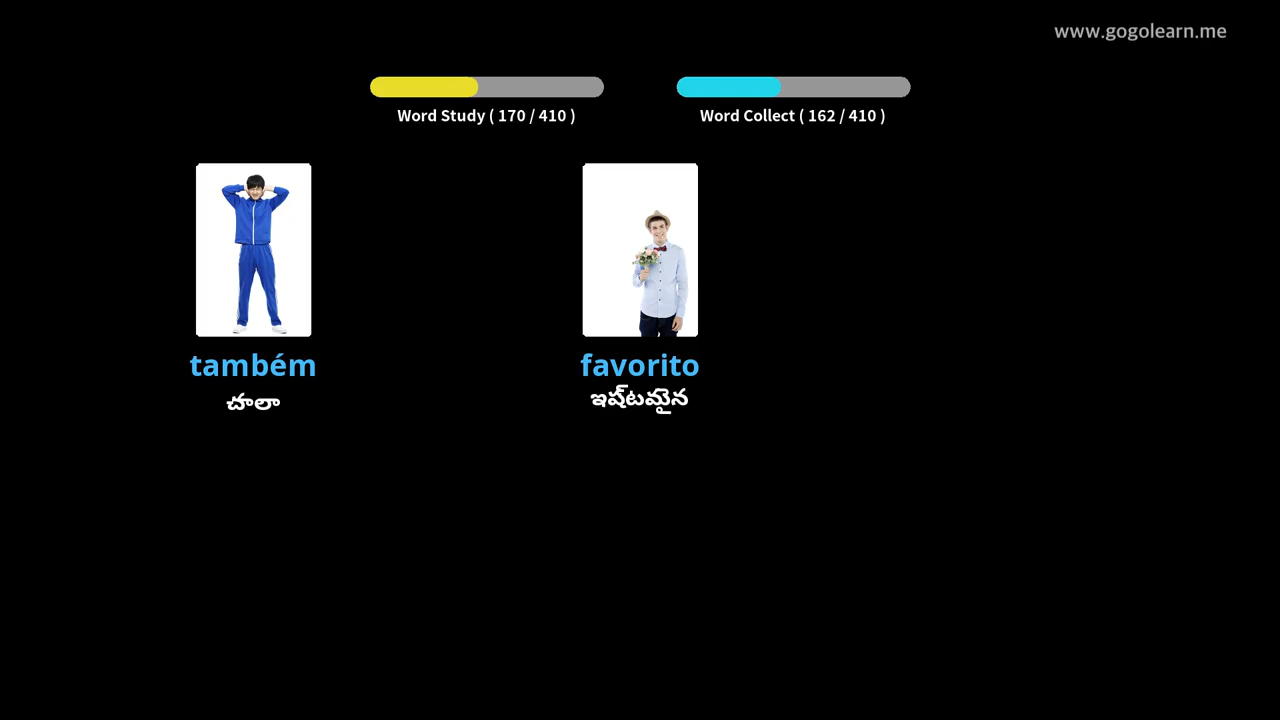 www.gogolearn.me
Word Study ( 170 / 410 )
Word Collect ( 162 / 410 )
também
చాలా
favorito
ఇష్టమైన